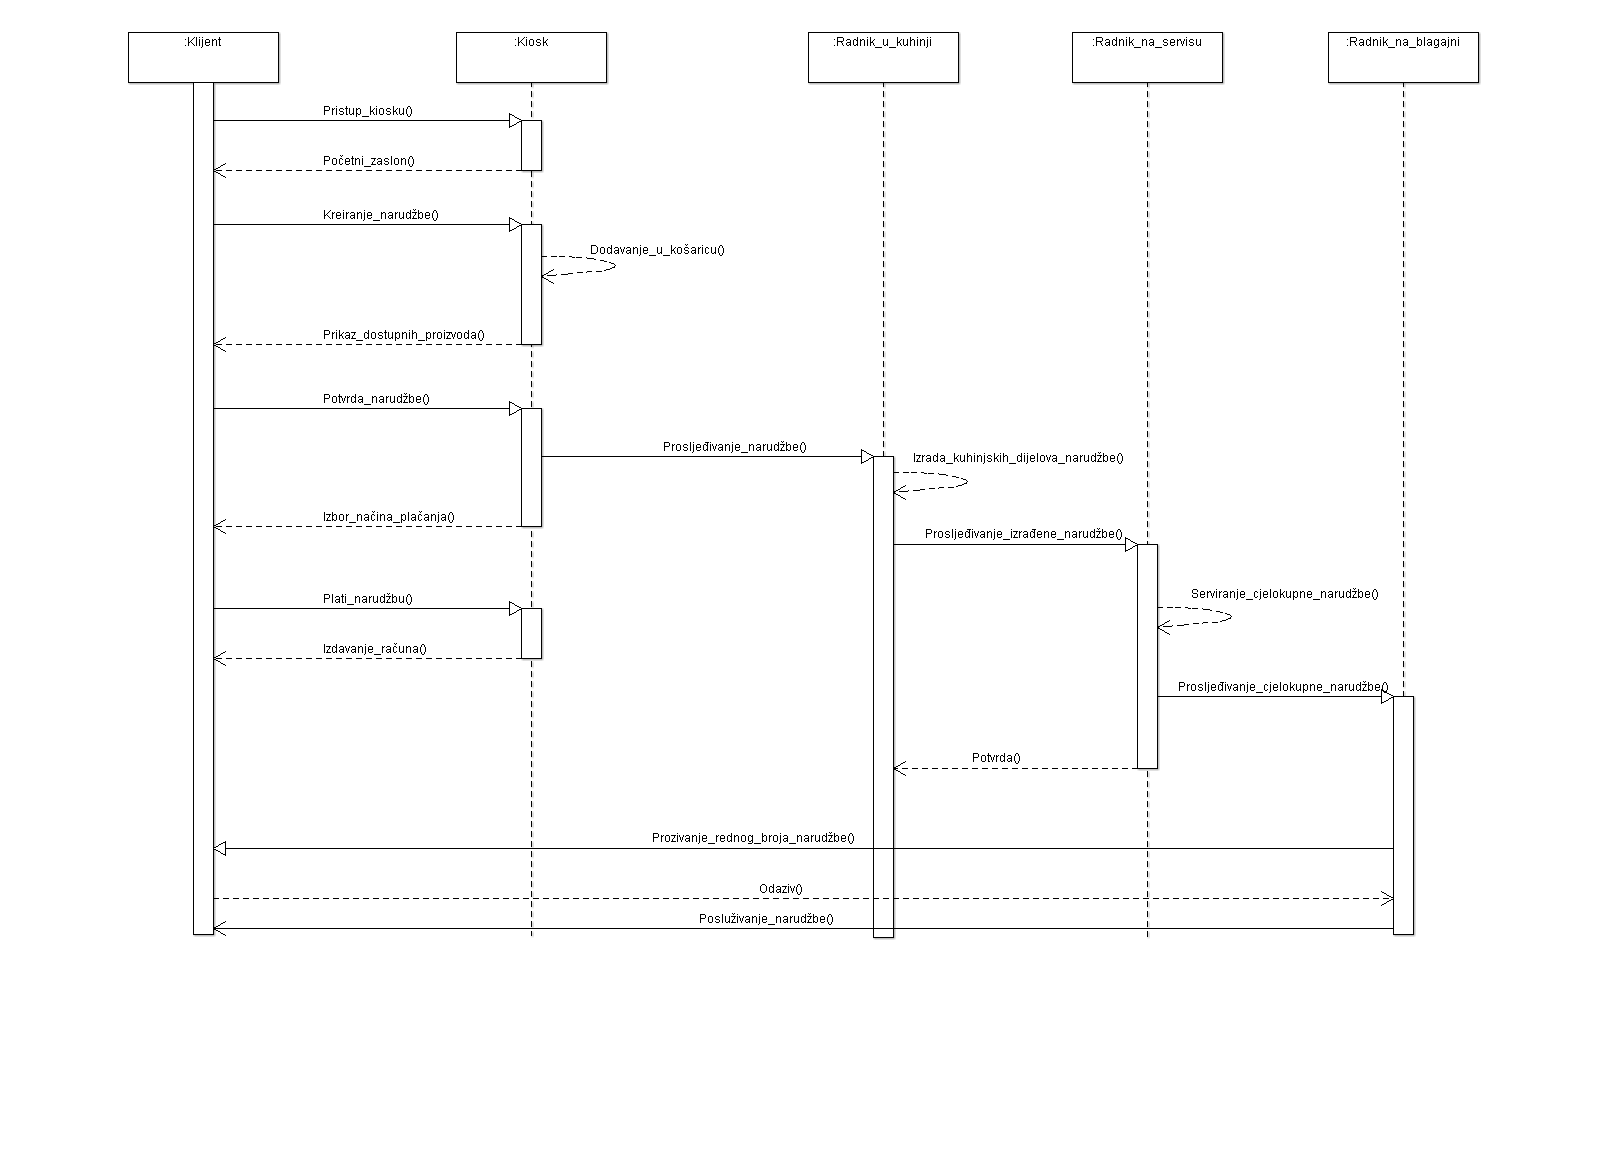 :Klijent
:Kiosk
:Radnik_u_kuhinji
:Radnik_na_servisu
:Radnik_na_blagajni
Pristup_kiosku()
Početni_zaslon()
Kreiranje_narudžbe()
Dodavanje_u_košaricu()
Prikaz_dostupnih_proizvoda()
Potvrda_narudžbe()
Prosljeđivanje_narudžbe()
Izrada_kuhinjskih_dijelova_narudžbe()
Izbor_načina_plačanja()
Prosljeđivanje_izrađene_narudžbe()
Serviranje_cjelokupne_narudžbe()
Plati_narudžbu()
Izdavanje_računa()
Prosljeđivanje_cjelokupne_narudžbe()
Potvrda()
Prozivanje_rednog_broja_narudžbe()
Odaziv()
Posluživanje_narudžbe()